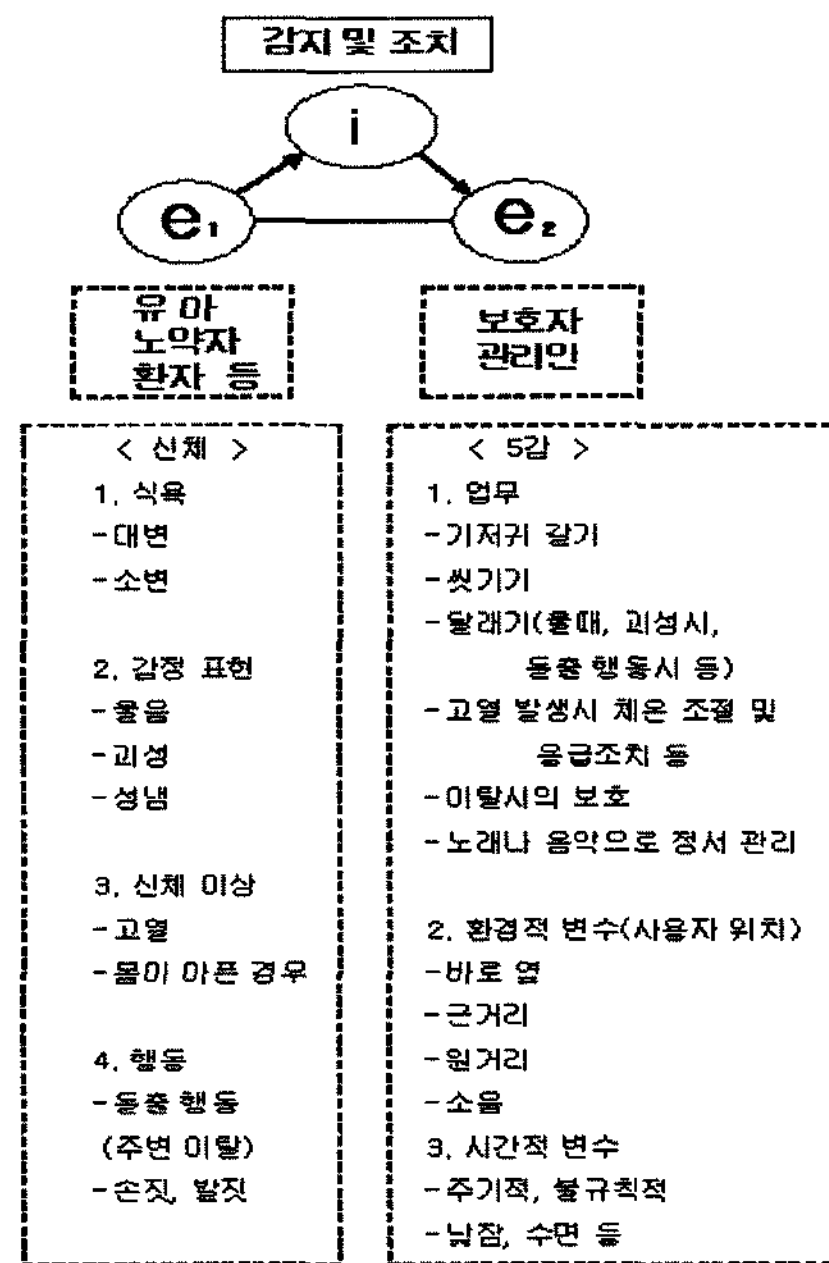 감지 및 조치
i
e₁
e₂
유 아
노약자
환자 등
보호자
관리인
< 신체 >
1. 식욕
-대변
-소변
2. 감정 표현
-울음
-괴성
-성냄
3. 신체 이상
-고열
-몸이 아픈 경우
4. 행동
-돌출 행동
(주변 이탈)
-손짓, 발짓
< 5감 >
1. 업무
-기저귀 갈기
-씻기기
-달래기(울때, 괴성시,
돌출 행동시 등)
-고열 발생시 체온 조절 및
응급조치 등
-이탈시의 보호
-노래나 음악으로 정서 관리
2. 환경적 변수(사용자 위치)
-바로 옆
-근거리
-원거리
-소음
3. 시간적 변수
-주기적, 불규칙적
-낮잠, 수면 등